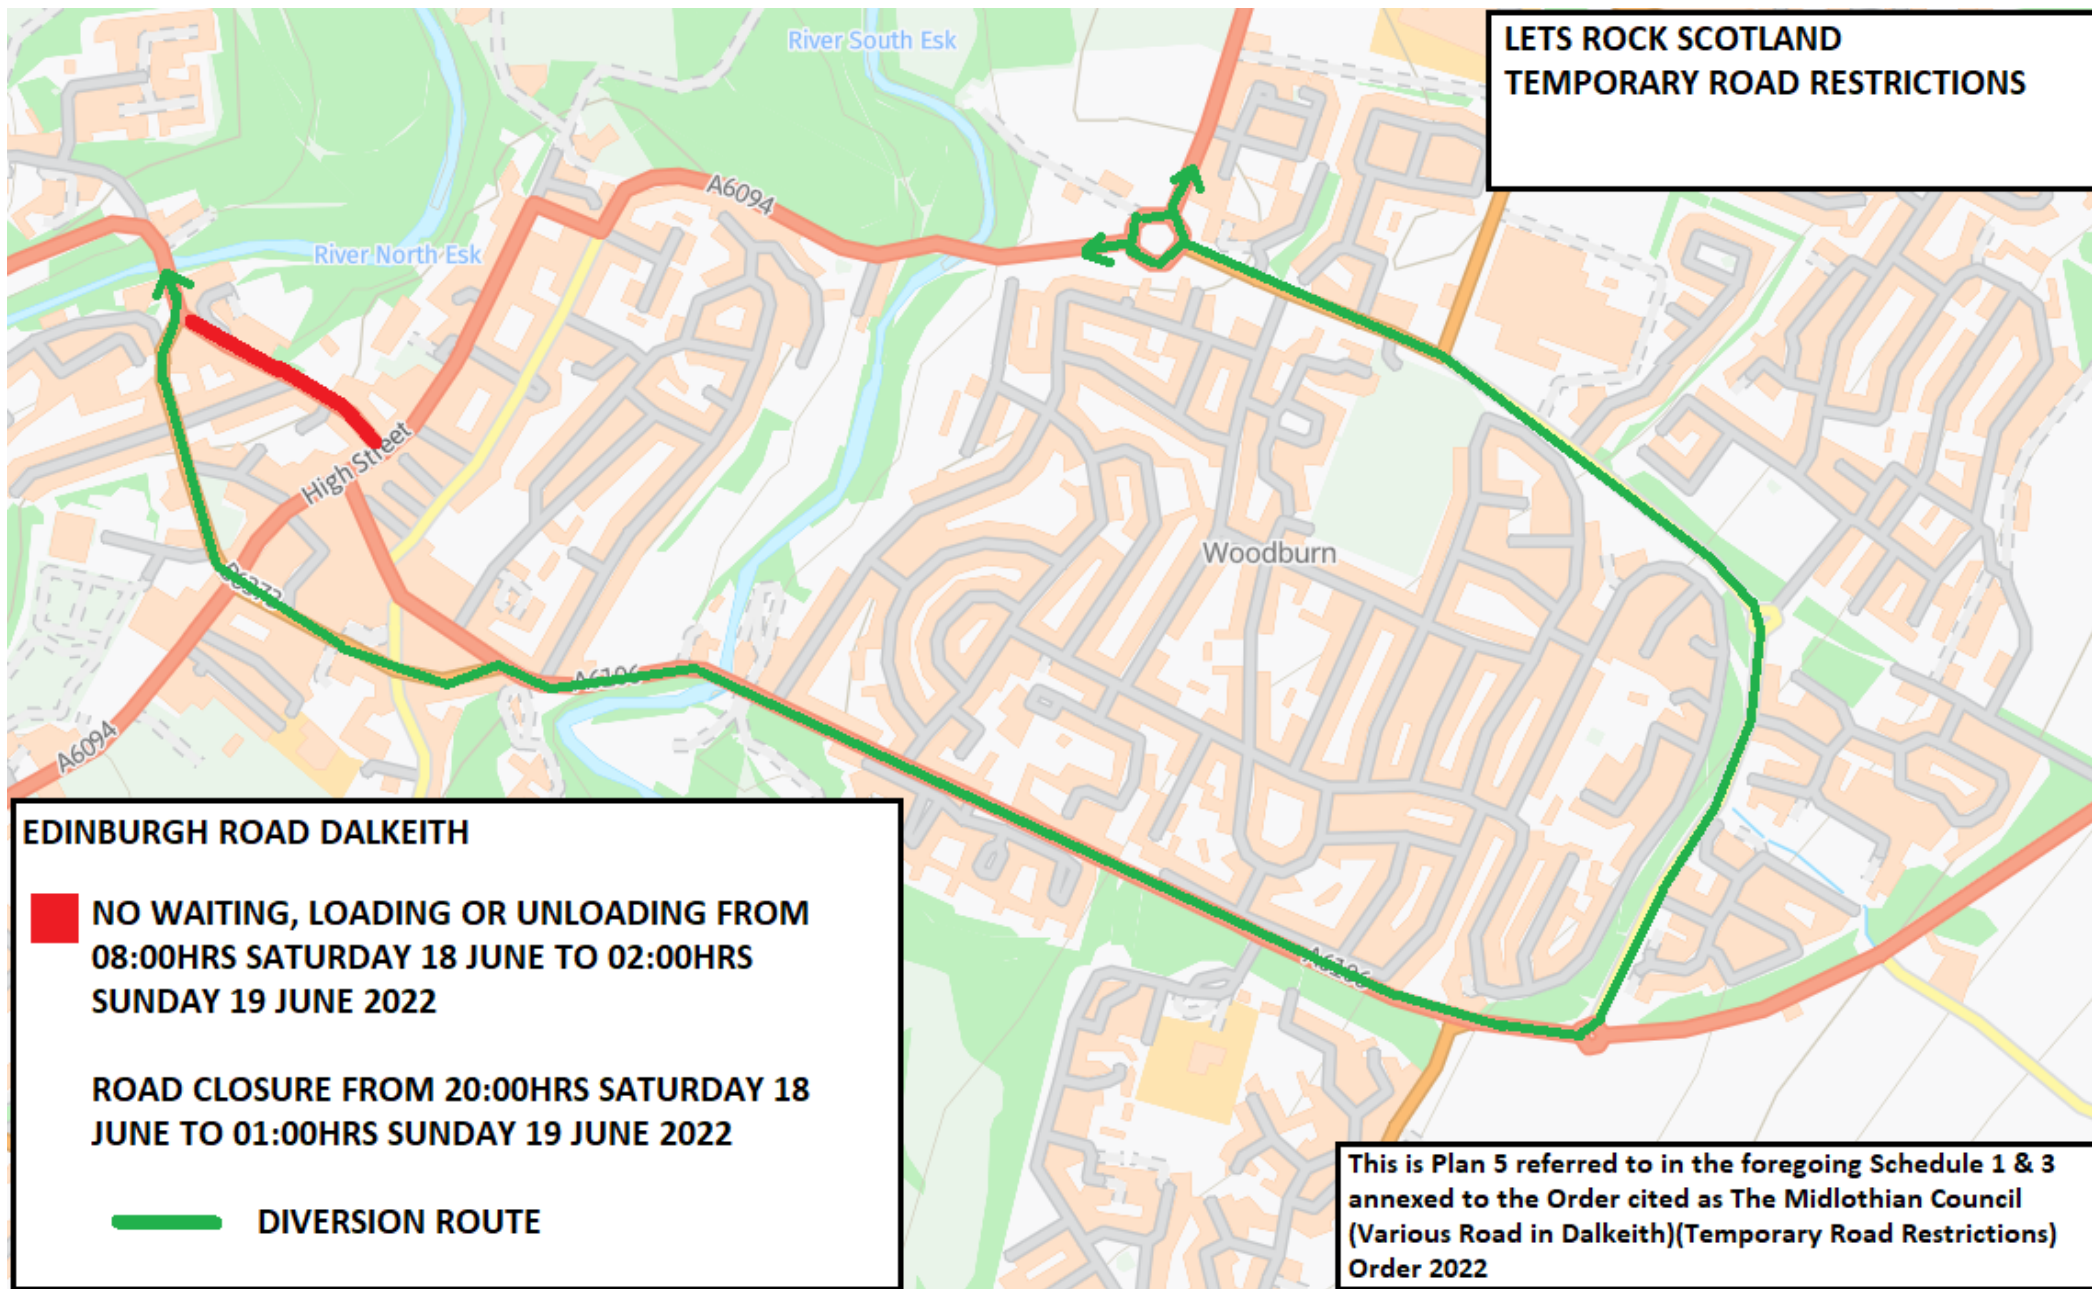 River South Esk
LETS ROCK SCOTLAND
TEMPORARY ROAD RESTRICTIONS
A6094
River North Esk
High Street
Woodburn
B6373
A6106
A6094
A6106
EDINBURGH ROAD DALKEITH
NO WAITING, LOADING OR UNLOADING FROM
08:00HRS SATURDAY 18 JUNE TO 02:00HRS
SUNDAY 19 JUNE 2022
ROAD CLOSURE FROM 20:00HRS SATURDAY 18
JUNE TO 01:00HRS SUNDAY 19 JUNE 2022
DIVERSION ROUTE
This is Plan 5 referred to in the foregoing Schedule 1 & 3
annexed to the Order cited as The Midlothian Council
(Various Road in Dalkeith)(Temporary Road Restrictions)
Order 2022